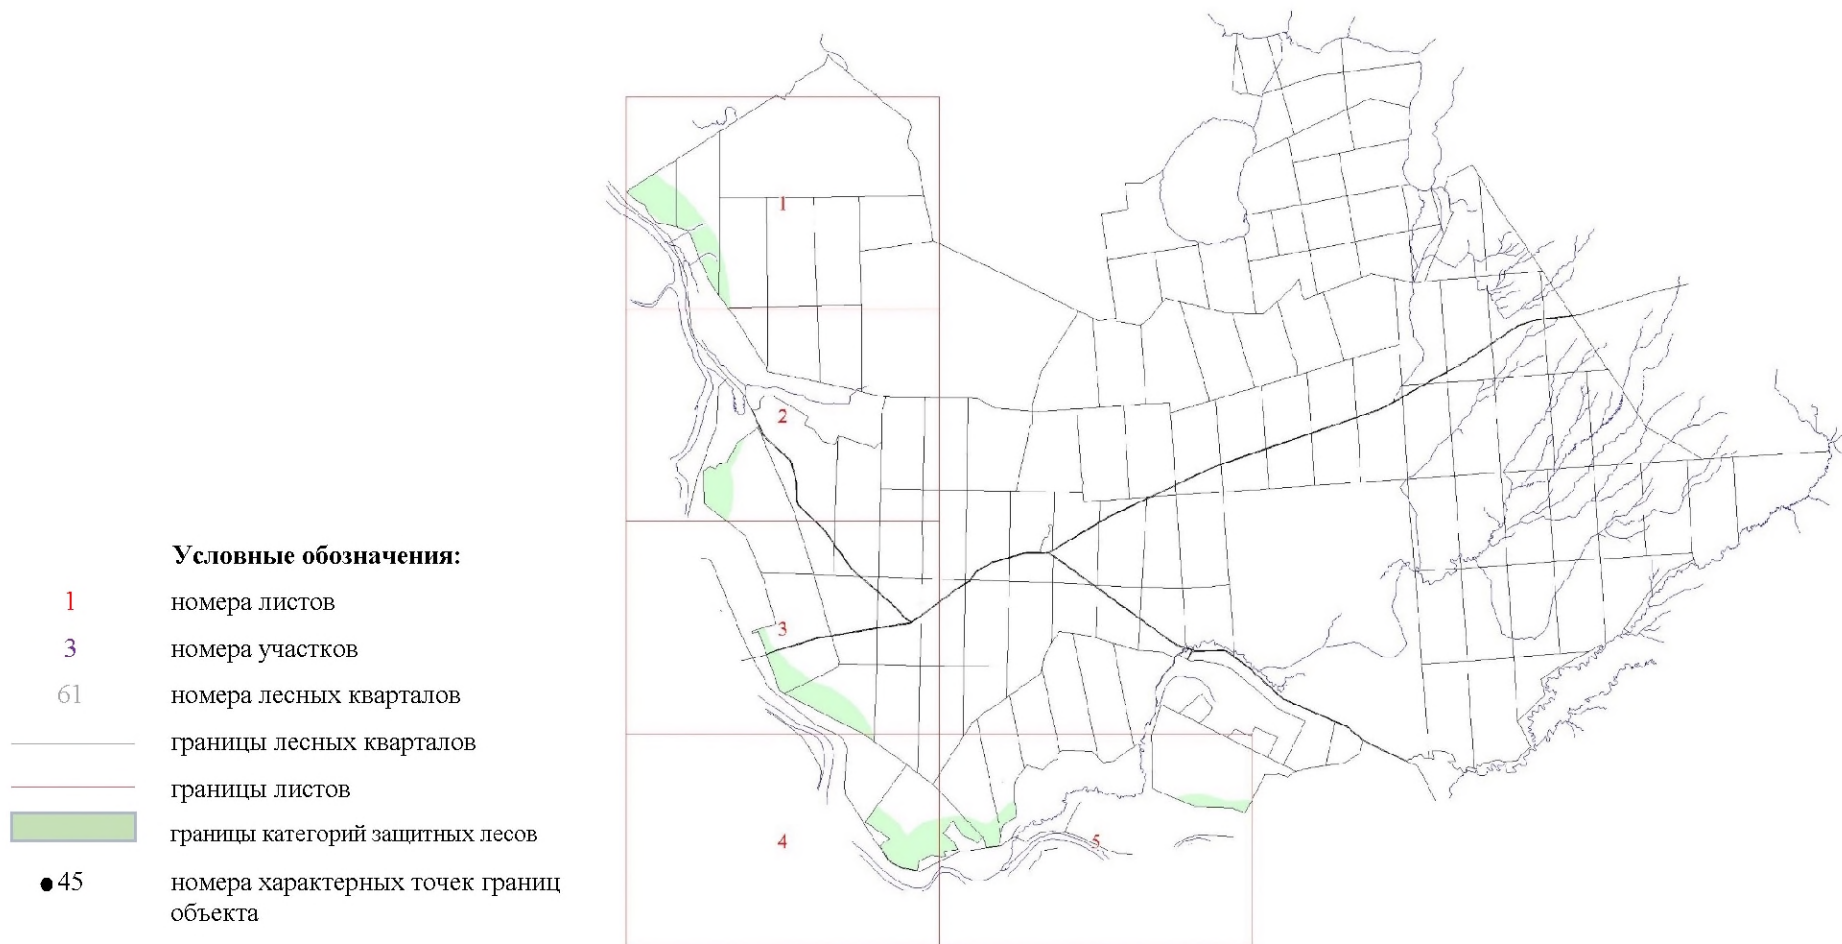 1
2
3
4
5
Условные обозначения:
1 номера листов
3 номера участков
61 номера лесных кварталов
границы лесных кварталов
границы листов
границы категорий защитных лесов
45 номера характерных точек границ
объекта